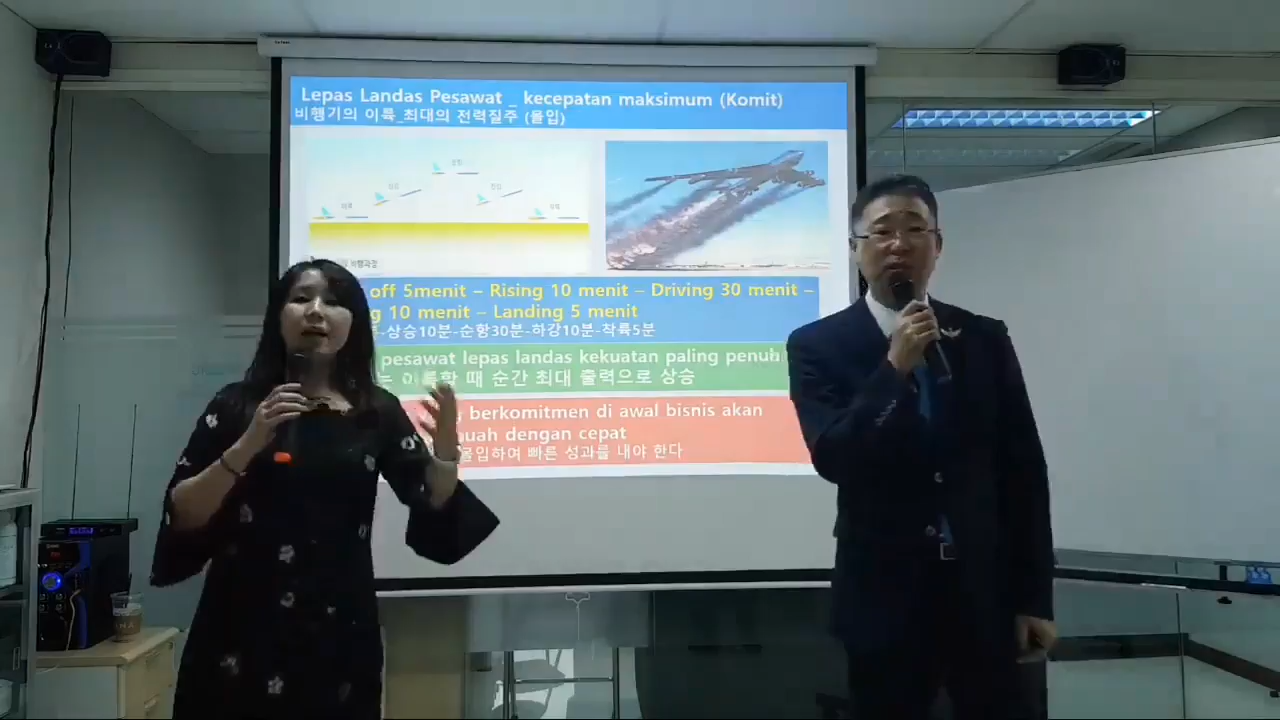 Lepas Landas Pesawat _ kecepatan maksimum (Komit)
비행기의 이륙_최대의 전력질주 (몰입)
비행과정
off 5menit – Rising 10 menit – Driving 30 menit –
g 10 menit – Landing 5 menit
-상승10분-순항30분-하강10분-착륙5분
pesawat lepas landas kekuatan paling penuh
는 이륙할 때 순간 최대 출력으로 상승
berkomitmen di awal bisnis akan
uah dengan cepat
몰입하여 빠른 성과를 내야 한다